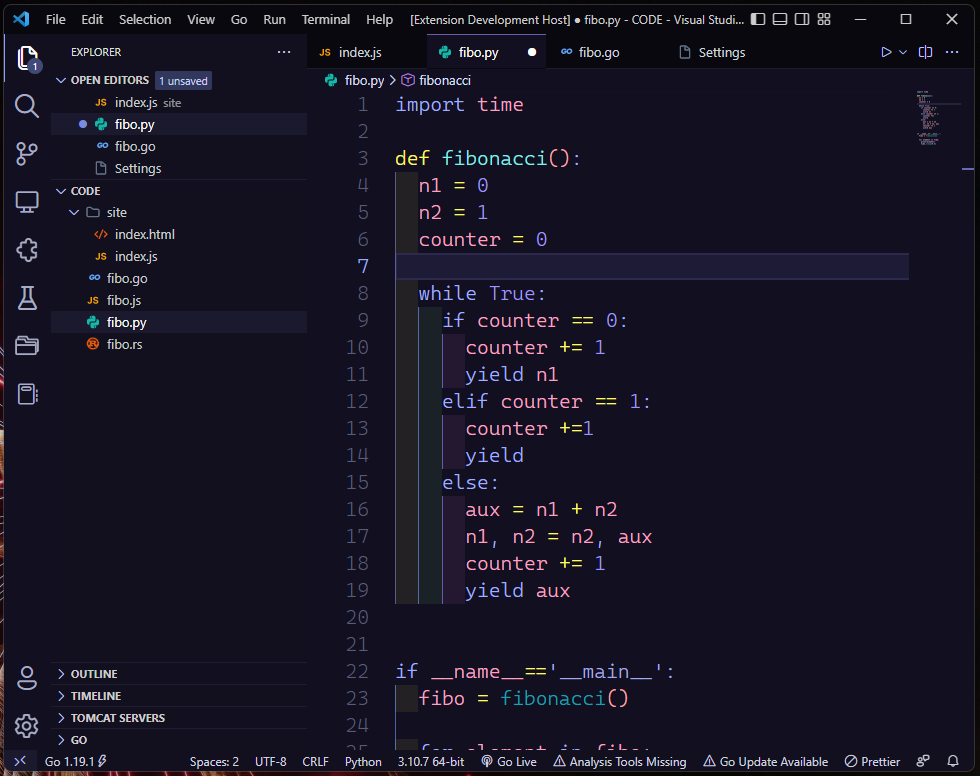 File Edit Selection View Go Run Terminal Help [Extension Development Host] ● fibo.py - CODE - Visual Studi...
EXPLORER ...
JS index.js
fibo.py ●
GO fibo.go
Settings
1
OPEN EDITORS 1 unsaved
JS index.js site
● fibo.py
GO fibo.go
Settings
CODE
site
index.html
JS index.js
GO fibo.go
JS fibo.js
fibo.py
fibo.rs
OUTLINE
TIMELINE
TOMCAT SERVERS
GO
fibo.py > fibonacci
1 import time
2
3 def fibonacci():
4 n1 = 0
5 n2 = 1
6 counter = 0
7
8 while True:
9 if counter == 0:
10 counter += 1
11 yield n1
12 elif counter == 1:
13 counter +=1
14 yield
15 else:
16 aux = n1 + n2
17 n1, n2 = n2, aux
18 counter += 1
19 yield aux
20
21
22 if __name__=='__main__':
23 fibo = fibonacci()
24
25 for element in fibo:
Go 1.19.1 Spaces: 2 UTF-8 CRLF Python 3.10.7 64-bit Go Live Analysis Tools Missing Go Update Available Prettier